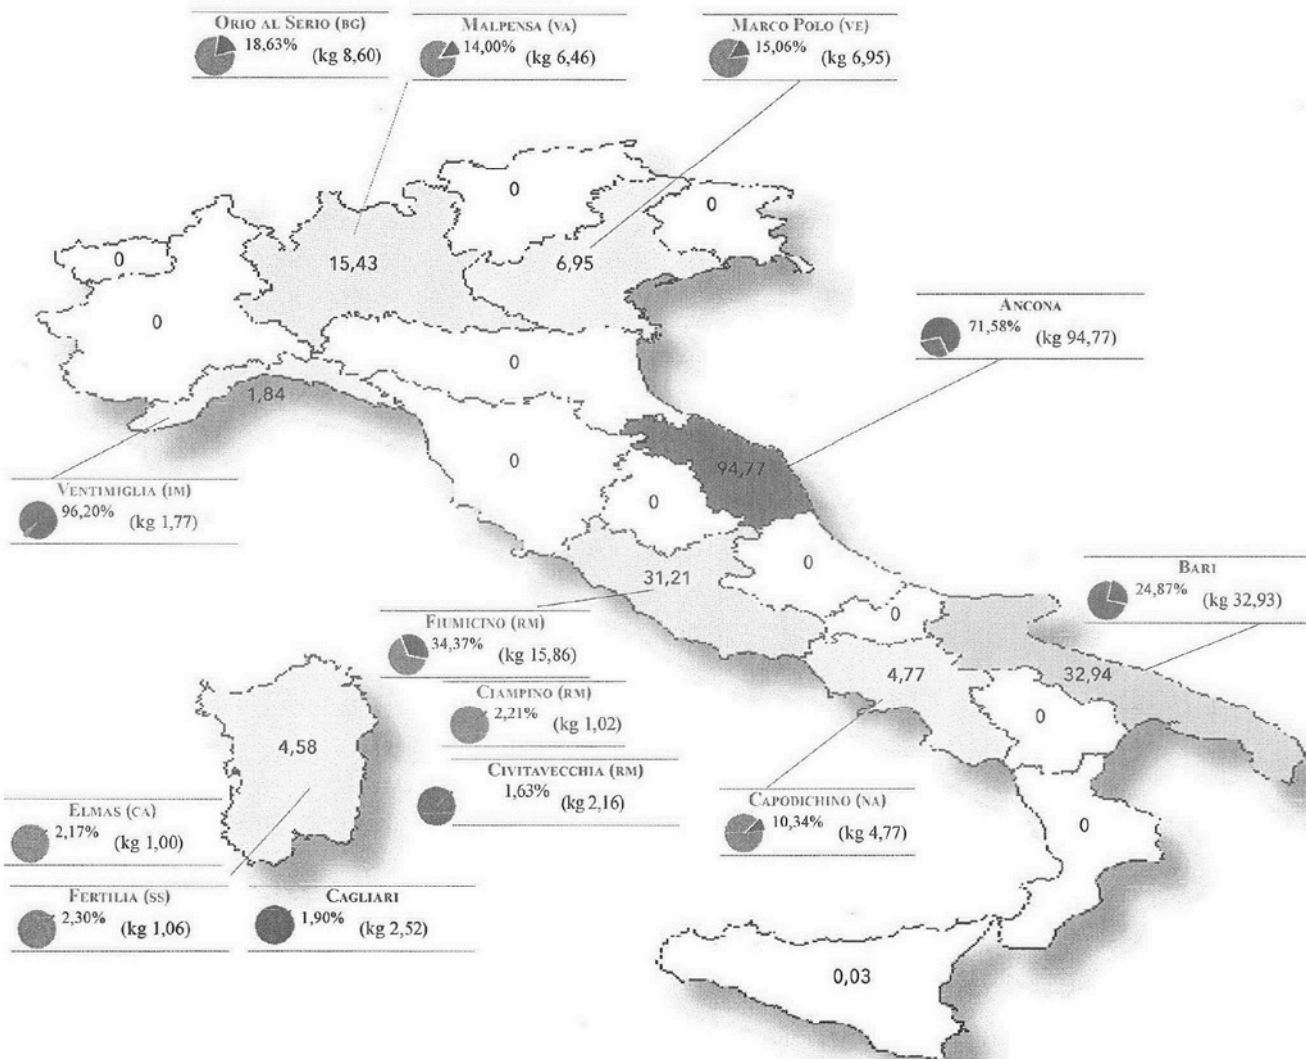 ORIO AL SERIO (BG)
18,63% (kg 8,60)
MALPENSA (VA)
14,00% (kg 6,46)
MARCO POLO (VE)
15,06% (kg 6,95)
0
0
0
15,43
6,95
0
ANCONA
71,58% (kg 94,77)
0
1,84
0
94,77
VENTIMIGLIA (IM)
96,20% (kg 1,77)
0
31,21
0
BARI
24,87% (kg 32,93)
0
FIUMICINO (RM)
34,37% (kg 15,86)
4,77
32,94
CIAMPINO (RM)
2,21% (kg 1,02)
0
4,58
CIVITAVECCHIA (RM)
1,63% (kg 2,16)
ELMAS (CA)
2,17% (kg 1,00)
CAPODICHINO (NA)
10,34% (kg 4,77)
0
FERTILIA (SS)
2,30% (kg 1,06)
CAGLIARI
1,90% (kg 2,52)
0,03